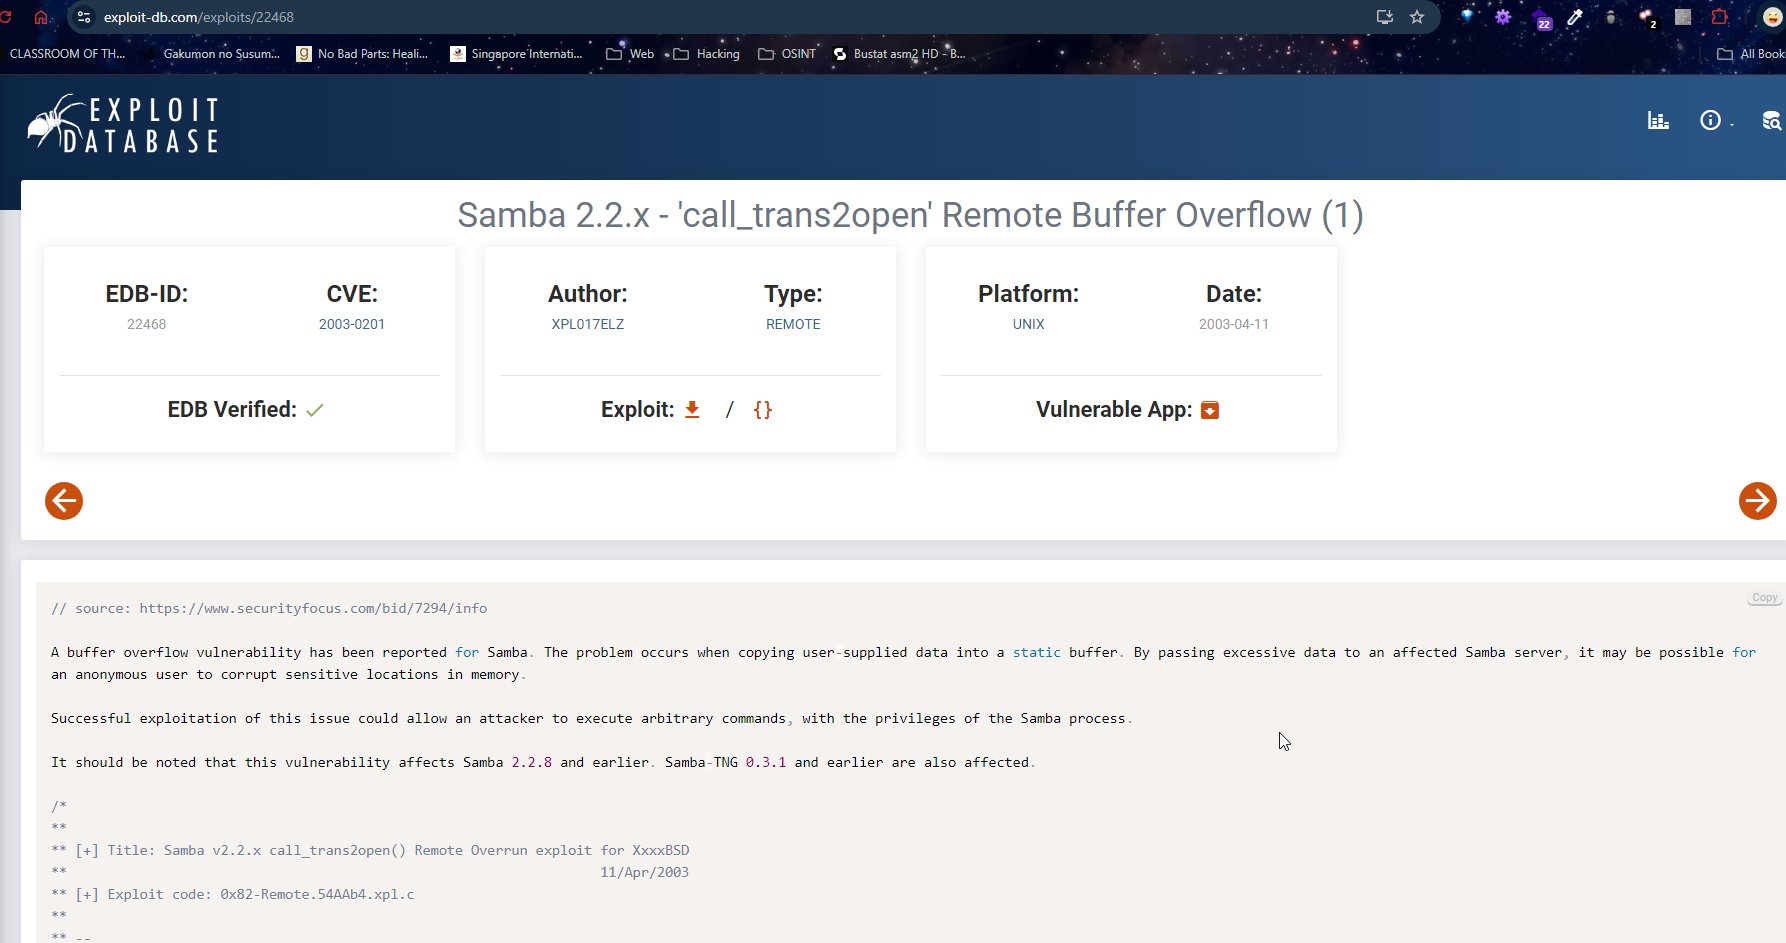 exploit-db.com/exploits/22468
22
2
CLASSROOM OF TH... Gakumon no Susum... No Bad Parts: Heali... Singapore Internati... Web Hacking OSINT Bustat asm2 HD - B... All Book
EXPLOIT
DATABASE
Samba 2.2.x - 'call_trans2open' Remote Buffer Overflow (1)
EDB-ID: CVE: Author: Type: Platform: Date:
22468 2003-0201 XPL017ELZ REMOTE UNIX 2003-04-11
EDB Verified: Exploit: / {} Vulnerable App:
Copy
// source: https://www.securityfocus.com/bid/7294/info
A buffer overflow vulnerability has been reported for Samba. The problem occurs when copying user-supplied data into a static buffer. By passing excessive data to an affected Samba server, it may be possible for
an anonymous user to corrupt sensitive locations in memory.
Successful exploitation of this issue could allow an attacker to execute arbitrary commands, with the privileges of the Samba process.
It should be noted that this vulnerability affects Samba 2.2.8 and earlier. Samba-TNG 0.3.1 and earlier are also affected.
/*
**
** [+] Title: Samba v2.2.x call_trans2open() Remote Overrun exploit for XxxxBSD
** 11/Apr/2003
** [+] Exploit code: 0x82-Remote.54AAb4.xpl.c
**
** --